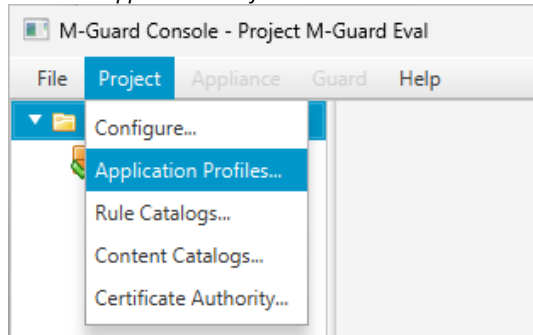 M-Guard Console - Project M-Guard Eval
File Project Appliance Guard Help
Configure...
Application Profiles...
Rule Catalogs...
Content Catalogs...
Certificate Authority...